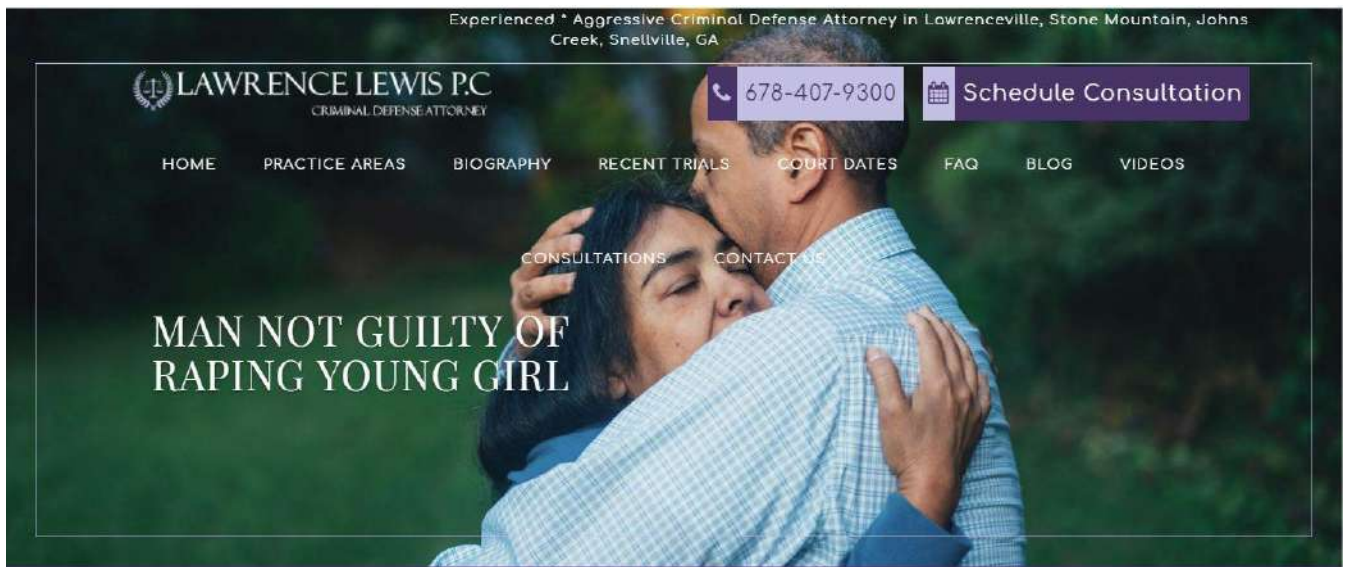 Experienced * Aggressive Criminal Defense Attorney in Lawrenceville, Stone Mountain, Johns
Creek, Snellville, GA
LAWRENCE LEWIS P.C
CRIMINAL DEFENSE ATTORNEY
678-407-9300
Schedule Consultation
HOME PRACTICE AREAS BIOGRAPHY RECENT TRIALS COURT DATES FAQ BLOG VIDEOS
CONSULTATIONS CONTACT US
MAN NOT GUILTY OF
RAPING YOUNG GIRL